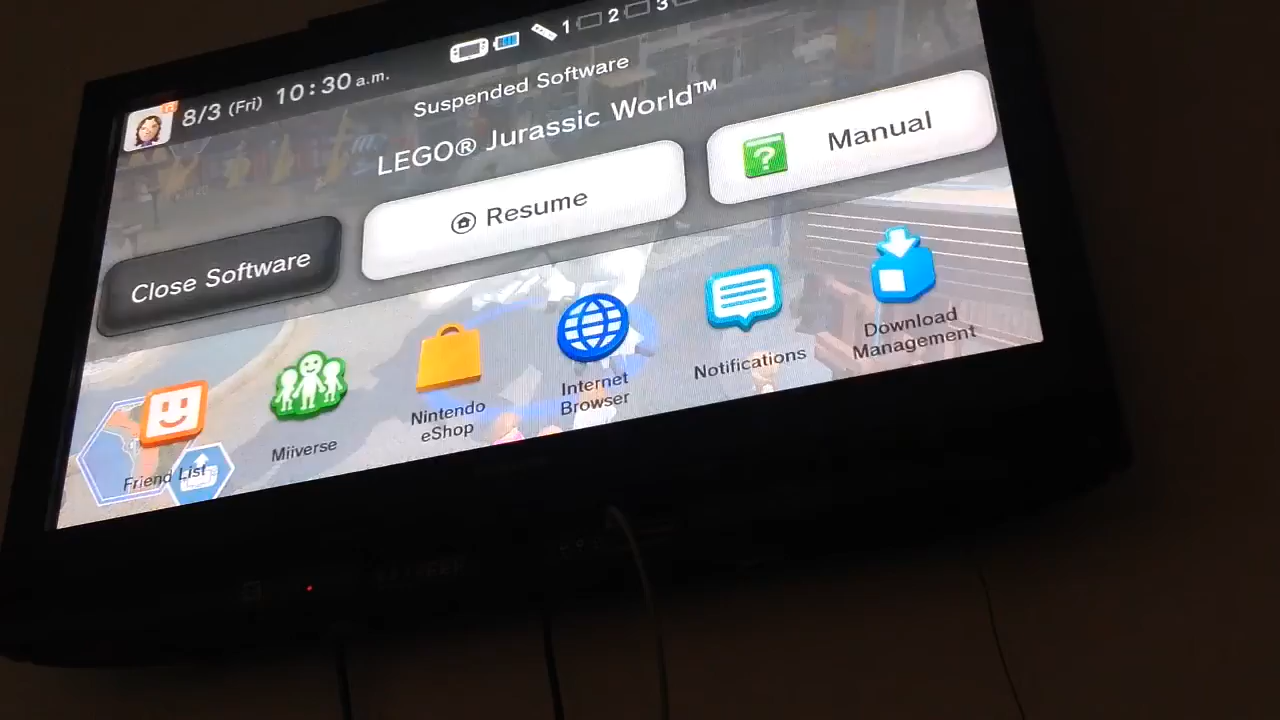 8/3 (Fri) 10:30 a.m.
1 2 3
Suspended Software
LEGO® Jurassic World™
Close Software
Resume
? Manual
Friend List
Miiverse
Nintendo
eShop
Internet
Browser
Notifications
Download
Management